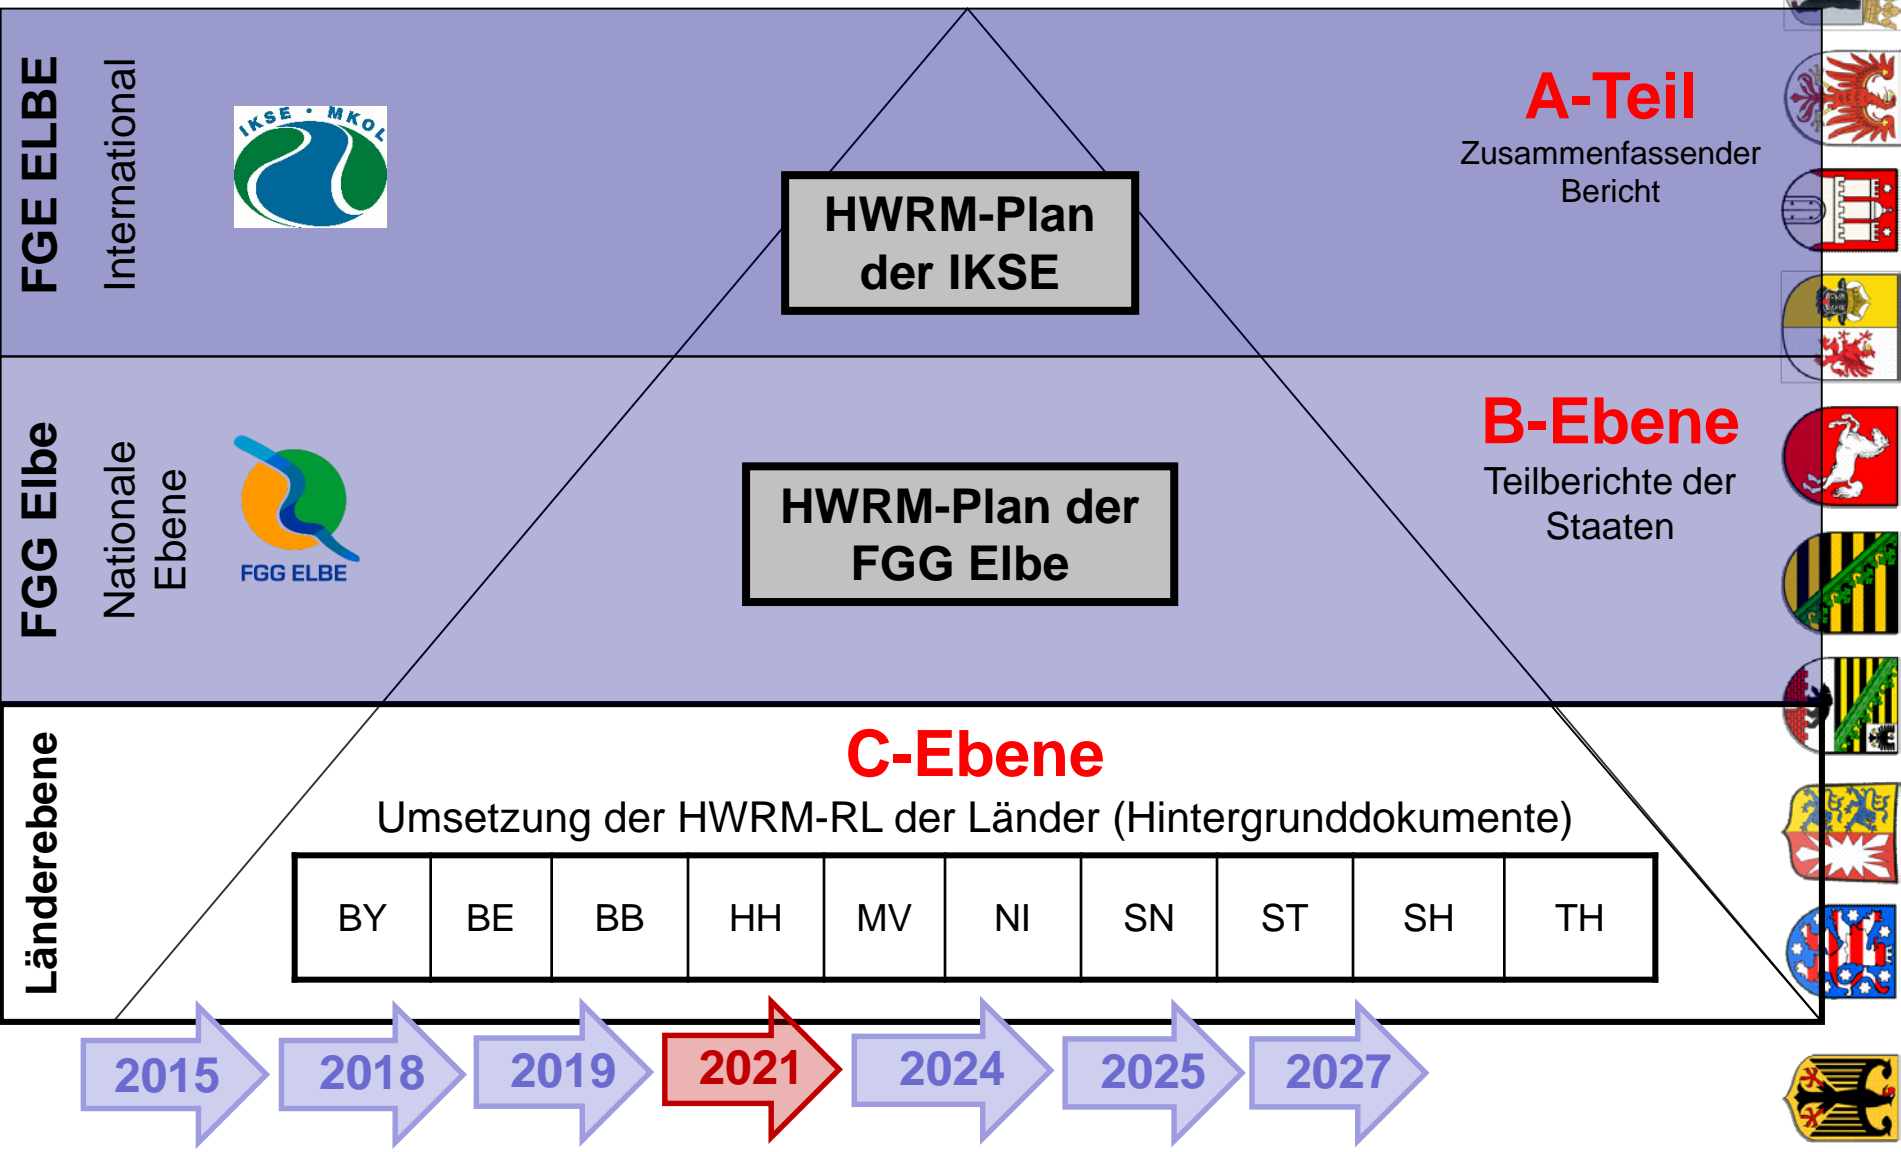 FGE ELBE
International
IKSE · MKOL
HWRM-Plan
der IKSE
A-Teil
Zusammenfassender
Bericht
FGG Elbe
Nationale
Ebene
FGG ELBE
HWRM-Plan der
FGG Elbe
B-Ebene
Teilberichte der
Staaten
Länderebene
C-Ebene
Umsetzung der HWRM-RL der Länder (Hintergrunddokumente)
BY BE BB HH MV NI SN ST SH TH
2015 2018 2019 2021 2024 2025 2027